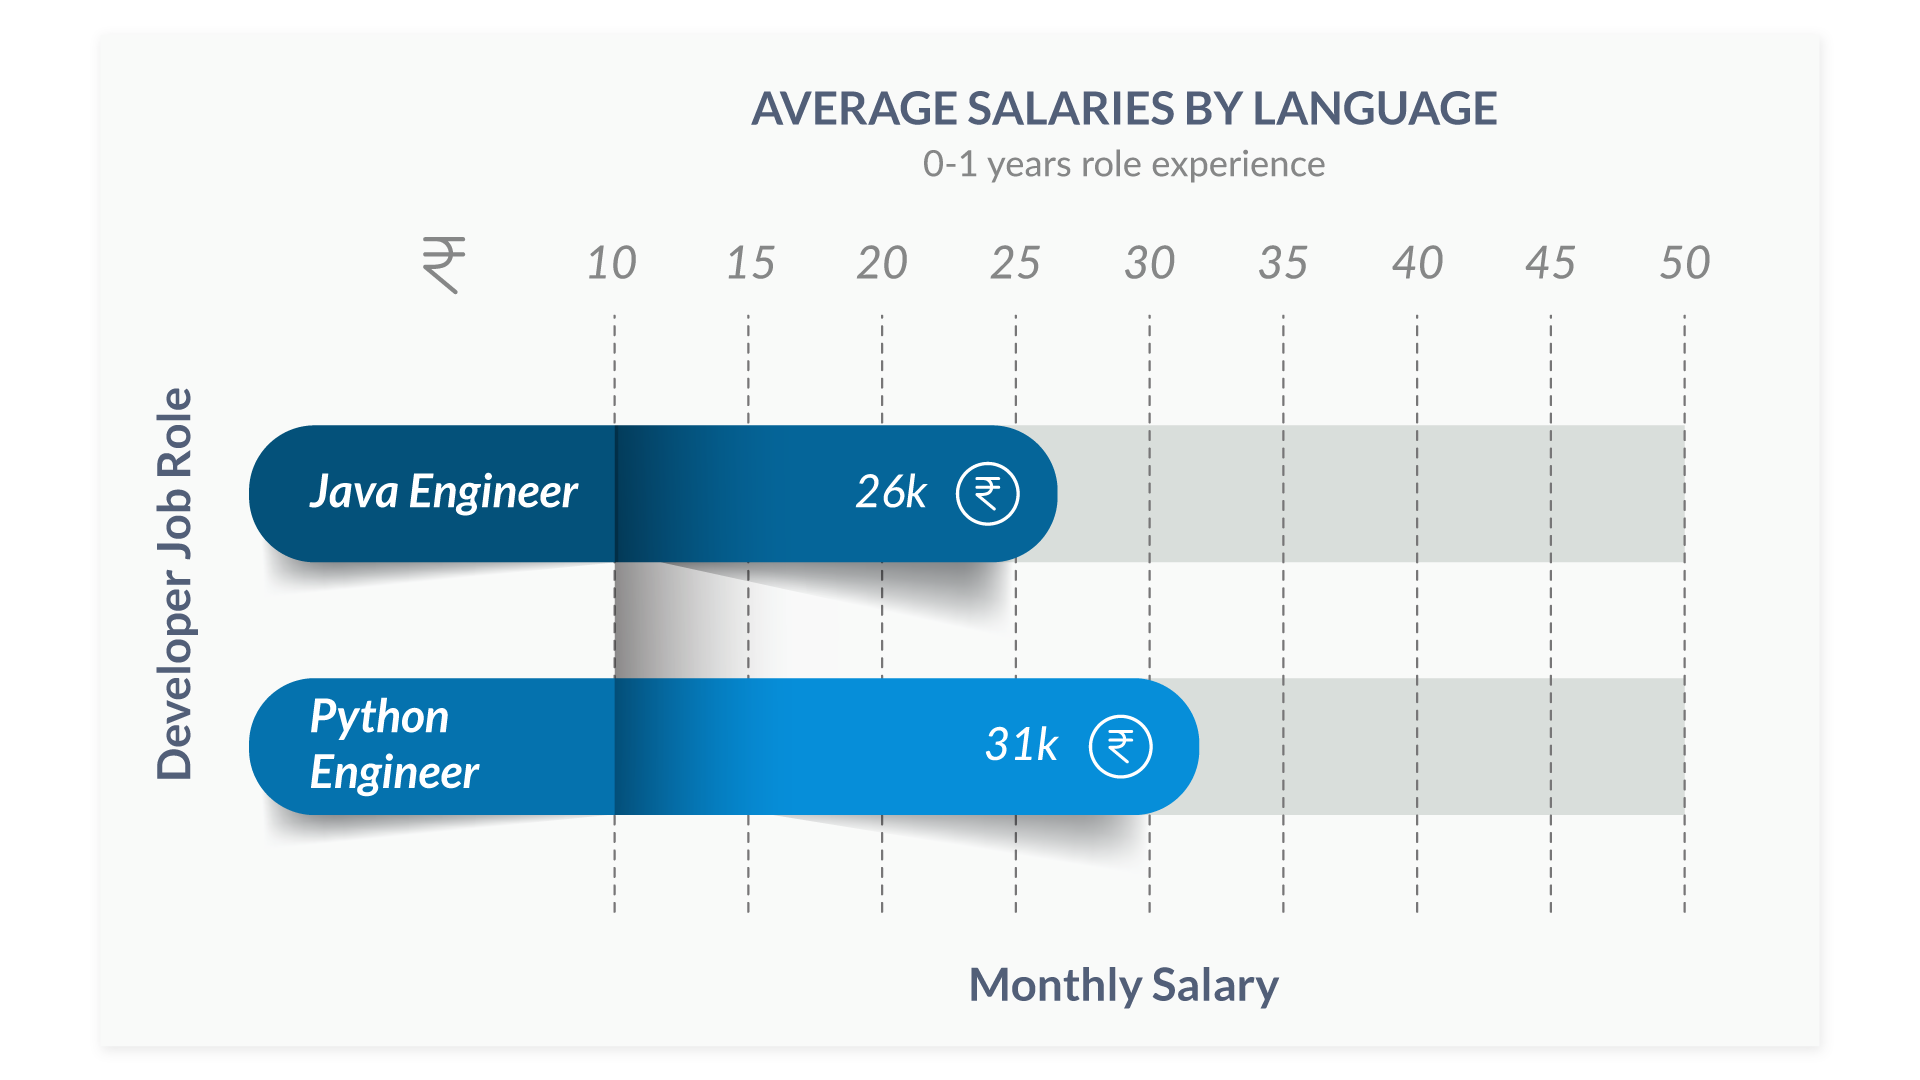 AVERAGE SALARIES BY LANGUAGE
0-1 years role experience
₹ 10 15 20 25 30 35 40 45 50
Developer Job Role
Java Engineer 26k ₹
Python
Engineer
31k ₹
Monthly Salary